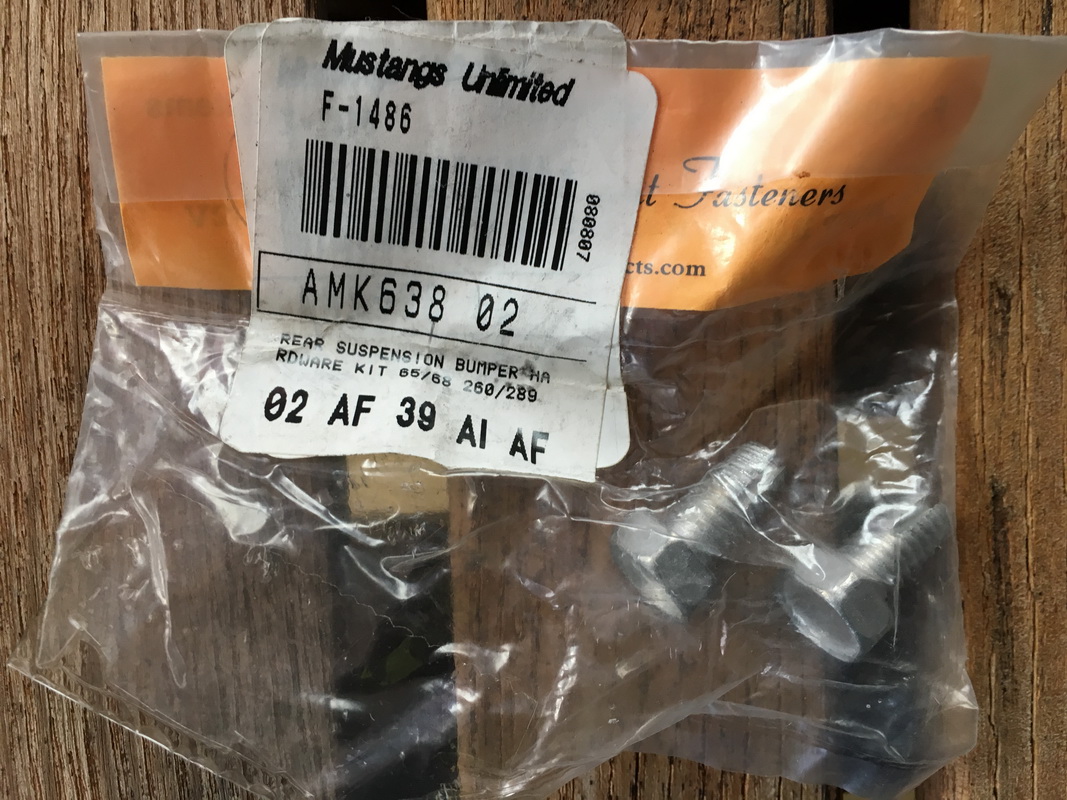 Mustangs Unlimited
F-1486
080807
AMK638 02
REAR SUSPENSION BUMPER HA
RDWARE KIT 65/68 260/289
02 AF 39 AI AF
t Fasteners
cts.com